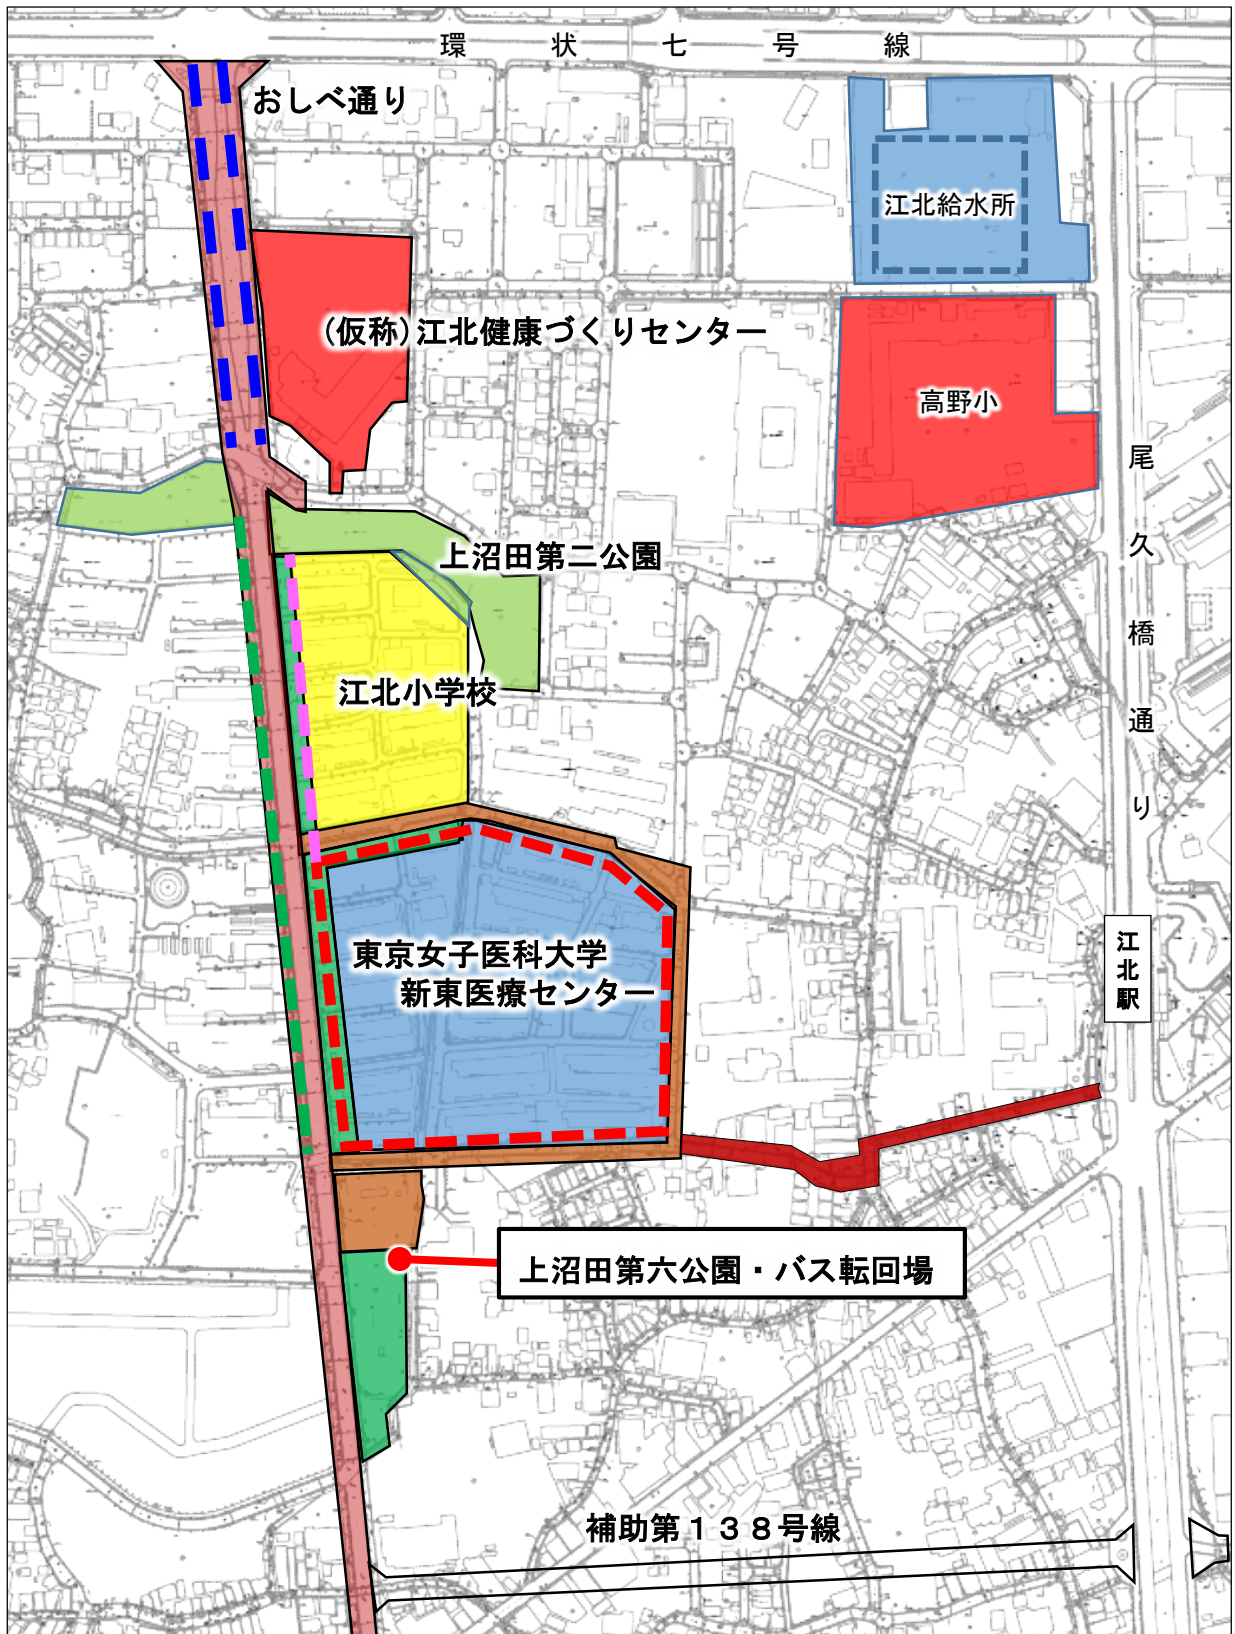 環状七号線
おしべ通り
江北給水所
(仮称)江北健康づくりセンター
高野小
尾久橋通り
上沼田第二公園
江北小学校
東京女子医科大学
新東医療センター
江北駅
上沼田第六公園・バス転回場
補助第１３８号線